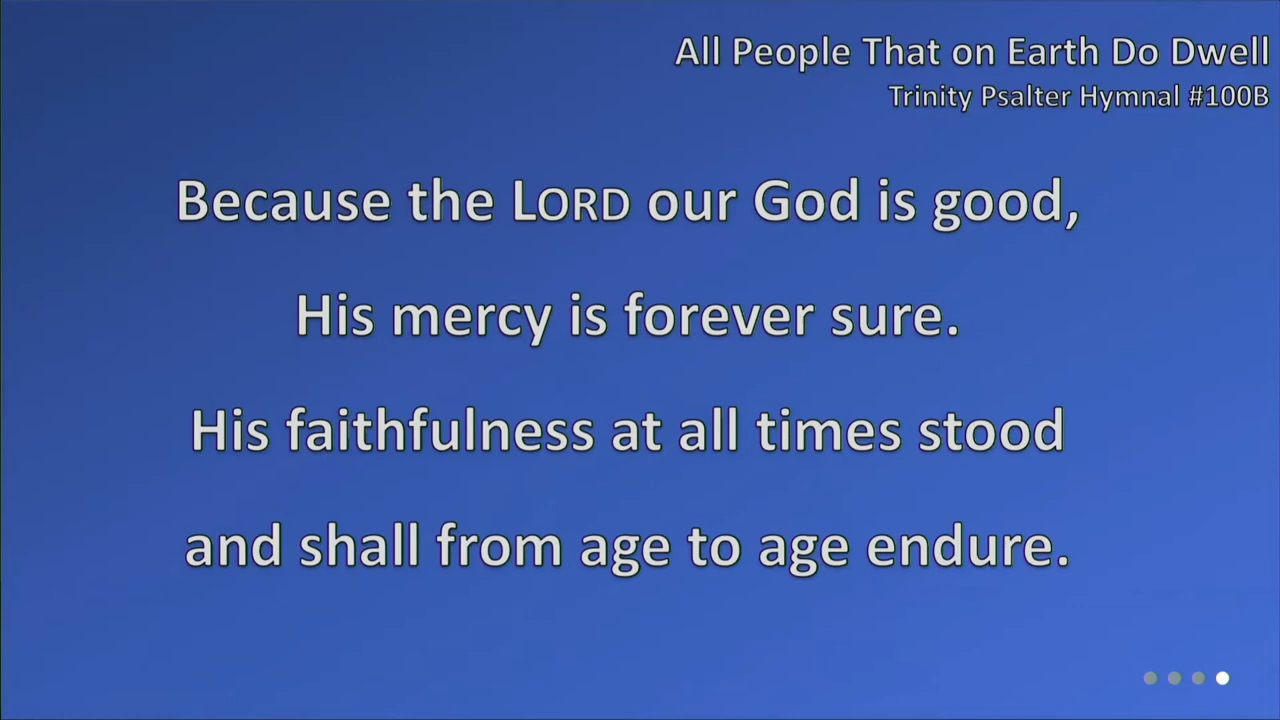 All People That on Earth Do Dwell
Trinity Psalter Hymnal #100B
Because the LORD our God is good,
His mercy is forever sure.
His faithfulness at all times stood
and shall from age to age endure.